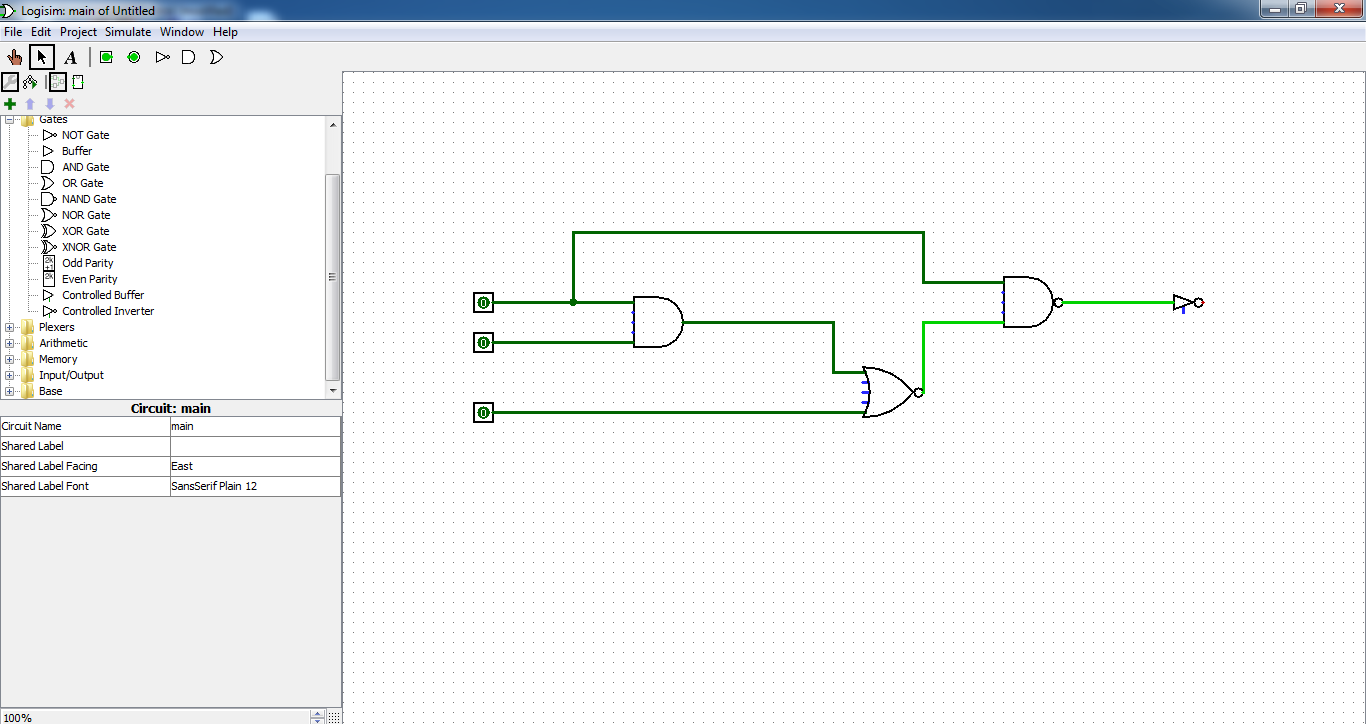 Logisim: main of Untitled
File Edit Project Simulate Window Help
A
Gates
NOT Gate
Buffer
AND Gate
OR Gate
NAND Gate
NOR Gate
XOR Gate
XNOR Gate
Odd Parity
Even Parity
Controlled Buffer
Controlled Inverter
Plexers
Arithmetic
Memory
Input/Output
Base
Circuit: main
Circuit Name main
Shared Label
Shared Label Facing East
Shared Label Font SansSerif Plain 12
100%
0
0
0